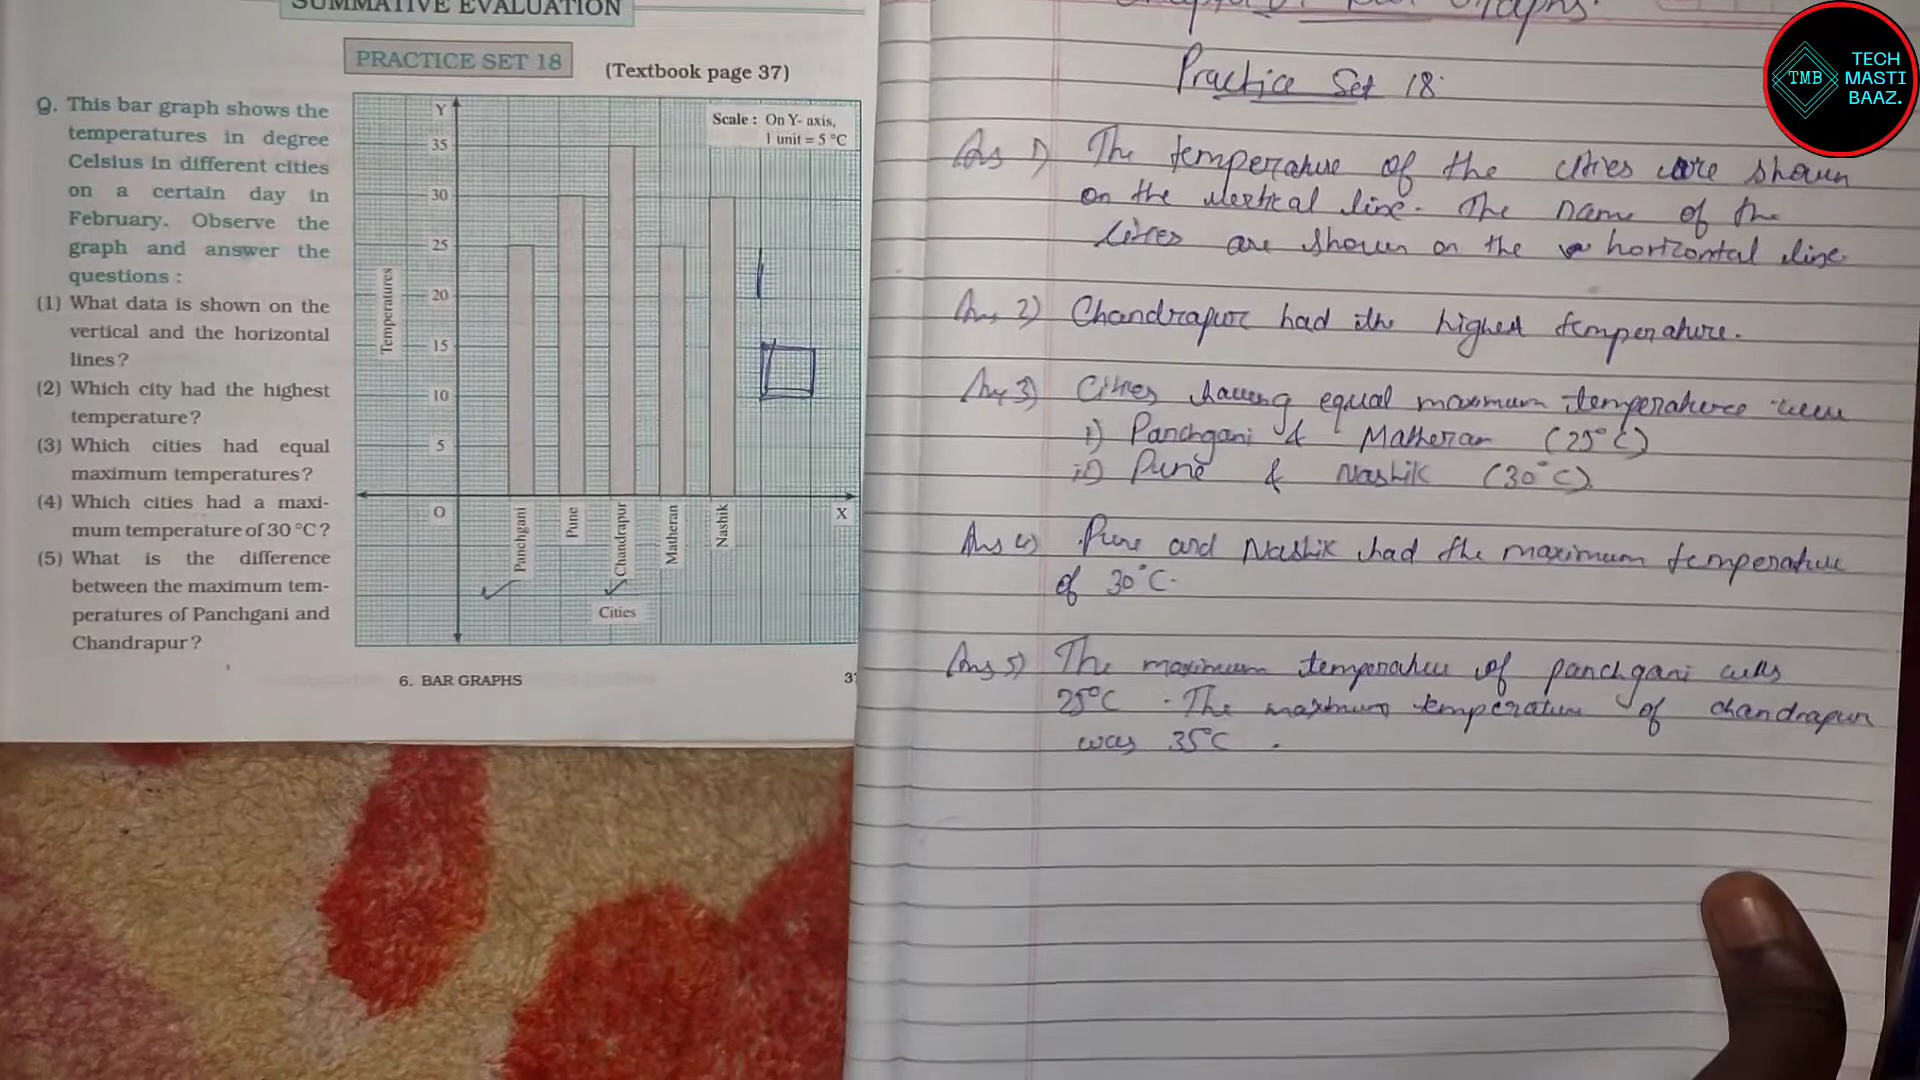 SUMMATIVE EVALUATION
PRACTICE SET 18
(Textbook page 37)
Q. This bar graph shows the
temperatures in degree
Celsius in different cities
on a certain day in
February. Observe the
graph and answer the
questions :
(1) What data is shown on the
vertical and the horizontal
lines?
(2) Which city had the highest
temperature?
(3) Which cities had equal
maximum temperatures?
(4) Which cities had a maxi-
mum temperature of 30 °C?
(5) What is the difference
between the maximum tem-
peratures of Panchgani and
Chandrapur?
Scale : On Y- axis,
1 unit = 5 °C
Y
35
30
25
20
15
10
5
O
X
Temperatures
Panchgani
Pune
Chandrapur
Matheran
Nashik
Cities
6. BAR GRAPHS
Graphs.
Practice Set 18.
Ans 1) The temperature of the cities are shown
on the vertical line. The name of the
cities are shown on the horizontal line
Ans 2) Chandrapur had the highest temperature.
Ans 3) Cities having equal maximum temperature were
i) Panchgani & Matheran (25°C)
ii) Pune & Nashik (30°C)
Ans 4) Pune and Nashik had the maximum temperature
of 30°C.
Ans 5) The maximum temperature of panchgani was
25°C . The maximum temperature of chandrapur
was 35°C .
TMB
TECH
MASTI
BAAZ.